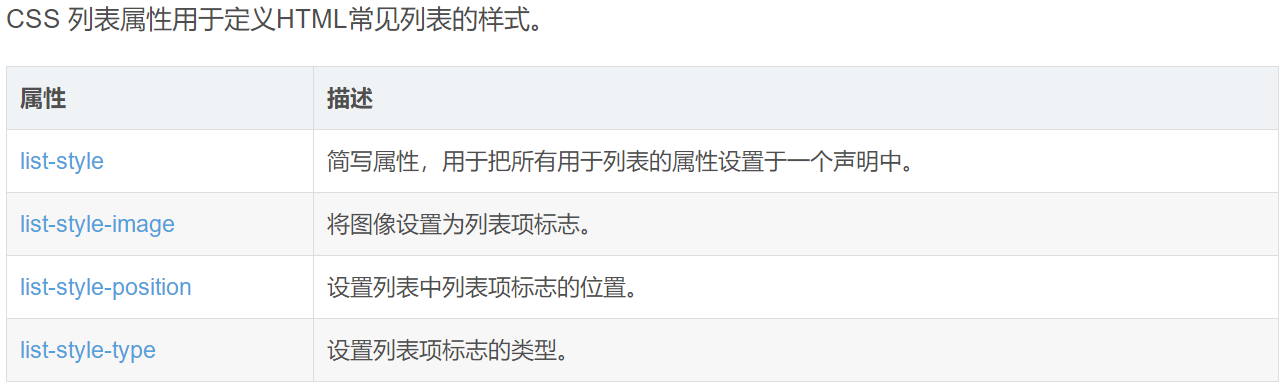 CSS 列表属性用于定义HTML常见列表的样式。
属性 描述
list-style 简写属性，用于把所有用于列表的属性设置于一个声明中。
list-style-image 将图像设置为列表项标志。
list-style-position 设置列表中列表项标志的位置。
list-style-type 设置列表项标志的类型。